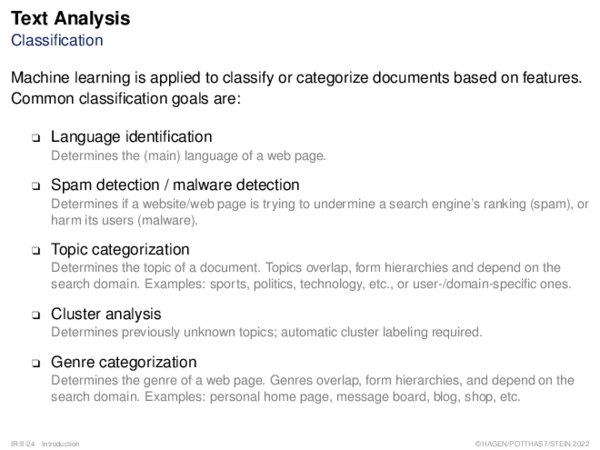 Text Analysis
Classification
Machine learning is applied to classify or categorize documents based on features.
Common classification goals are:
❏ Language identification
Determines the (main) language of a web page.
❏ Spam detection / malware detection
Determines if a website/web page is trying to undermine a search engine's ranking (spam), or
harm its users (malware).
❏ Topic categorization
Determines the topic of a document. Topics overlap, form hierarchies and depend on the
search domain. Examples: sports, politics, technology, etc., or user-/domain-specific ones.
❏ Cluster analysis
Determines previously unknown topics; automatic cluster labeling required.
❏ Genre categorization
Determines the genre of a web page. Genres overlap, form hierarchies, and depend on the
search domain. Examples: personal home page, message board, blog, shop, etc.
IR:II-24 Introduction
©HAGEN/POTTHAST/STEIN 2022